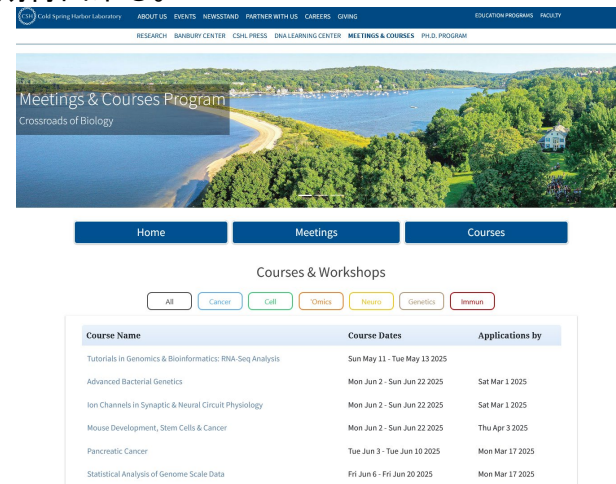 CSH Cold Spring Harbor Laboratory ABOUT US EVENTS NEWSSTAND PARTNER WITH US CAREERS GIVING EDUCATION PROGRAMS FACULTY
RESEARCH BANBURY CENTER CSHL PRESS DNA LEARNING CENTER MEETINGS & COURSES PH.D. PROGRAM
Meetings & Courses Program
Crossroads of Biology
Home Meetings Courses
Courses & Workshops
All Cancer Cell 'Omics Neuro Genetics Immun
Course Name Course Dates Applications by
Tutorials in Genomics & Bioinformatics: RNA-Seq Analysis Sun May 11 - Tue May 13 2025
Advanced Bacterial Genetics Mon Jun 2 - Sun Jun 22 2025 Sat Mar 1 2025
Ion Channels in Synaptic & Neural Circuit Physiology Mon Jun 2 - Sun Jun 22 2025 Sat Mar 1 2025
Mouse Development, Stem Cells & Cancer Mon Jun 2 - Sun Jun 22 2025 Thu Apr 3 2025
Pancreatic Cancer Tue Jun 3 - Tue Jun 10 2025 Mon Mar 17 2025
Statistical Analysis of Genome Scale Data Fri Jun 6 - Fri Jun 20 2025 Mon Mar 17 2025